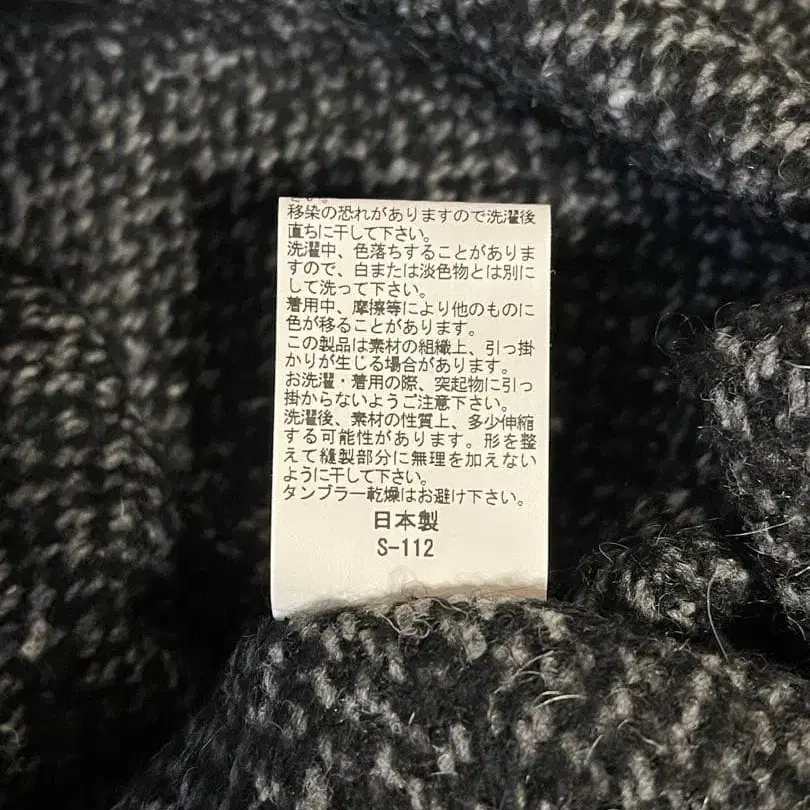 さい。
移染の恐れがありますので洗濯後
直ちに干して下さい。
洗濯中、色落ちすることがありま
すので、白または淡色物とは別に
して洗って下さい。
着用中、摩擦等により他のものに
色が移ることがあります。
この製品は素材の組織上、引っ掛
かりが生じる場合があります。
お洗濯・着用の際、突起物に引っ
掛からないようご注意下さい。
洗濯後、素材の性質上、多少伸縮
する可能性があります。形を整
えて縫製部分に無理を加えない
ように干して下さい。
タンブラー乾燥はお避け下さい。
日本製
S-112